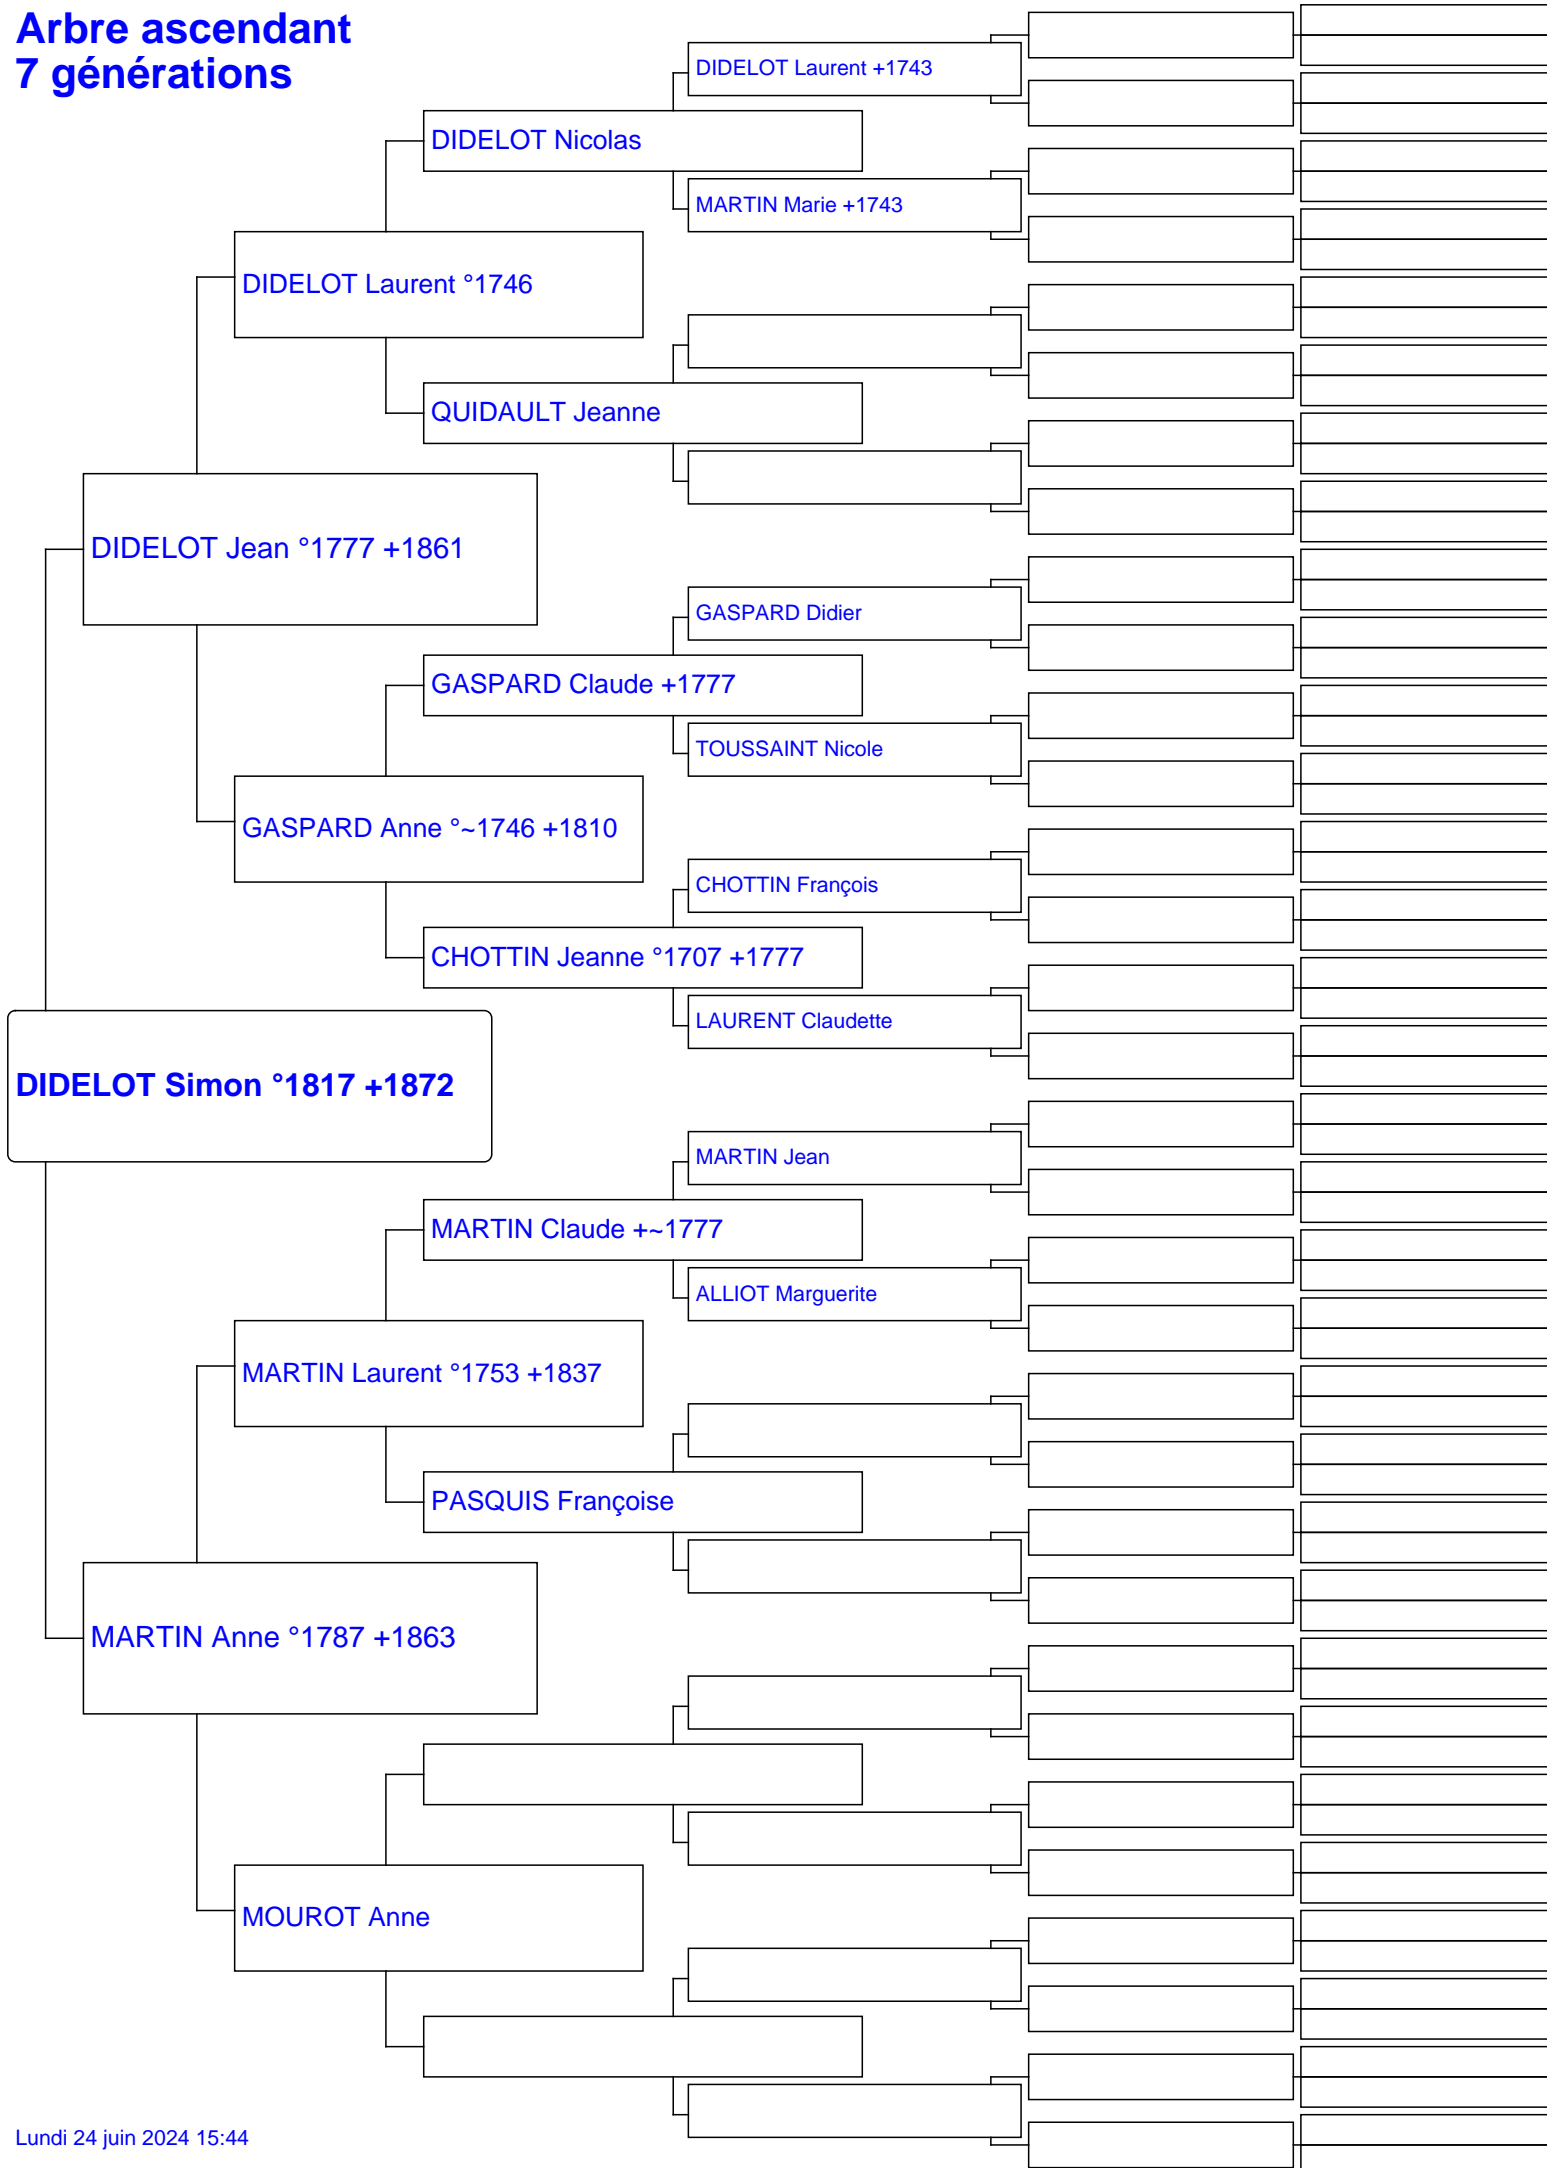 Arbre ascendant
7 générations
DIDELOT Laurent +1743
DIDELOT Nicolas
MARTIN Marie +1743
DIDELOT Laurent °1746
QUIDAULT Jeanne
DIDELOT Jean °1777 +1861
GASPARD Didier
GASPARD Claude +1777
TOUSSAINT Nicole
GASPARD Anne °~1746 +1810
CHOTTIN François
CHOTTIN Jeanne °1707 +1777
LAURENT Claudette
DIDELOT Simon °1817 +1872
MARTIN Jean
MARTIN Claude +~1777
ALLIOT Marguerite
MARTIN Laurent °1753 +1837
PASQUIS Françoise
MARTIN Anne °1787 +1863
MOUROT Anne
Lundi 24 juin 2024 15:44